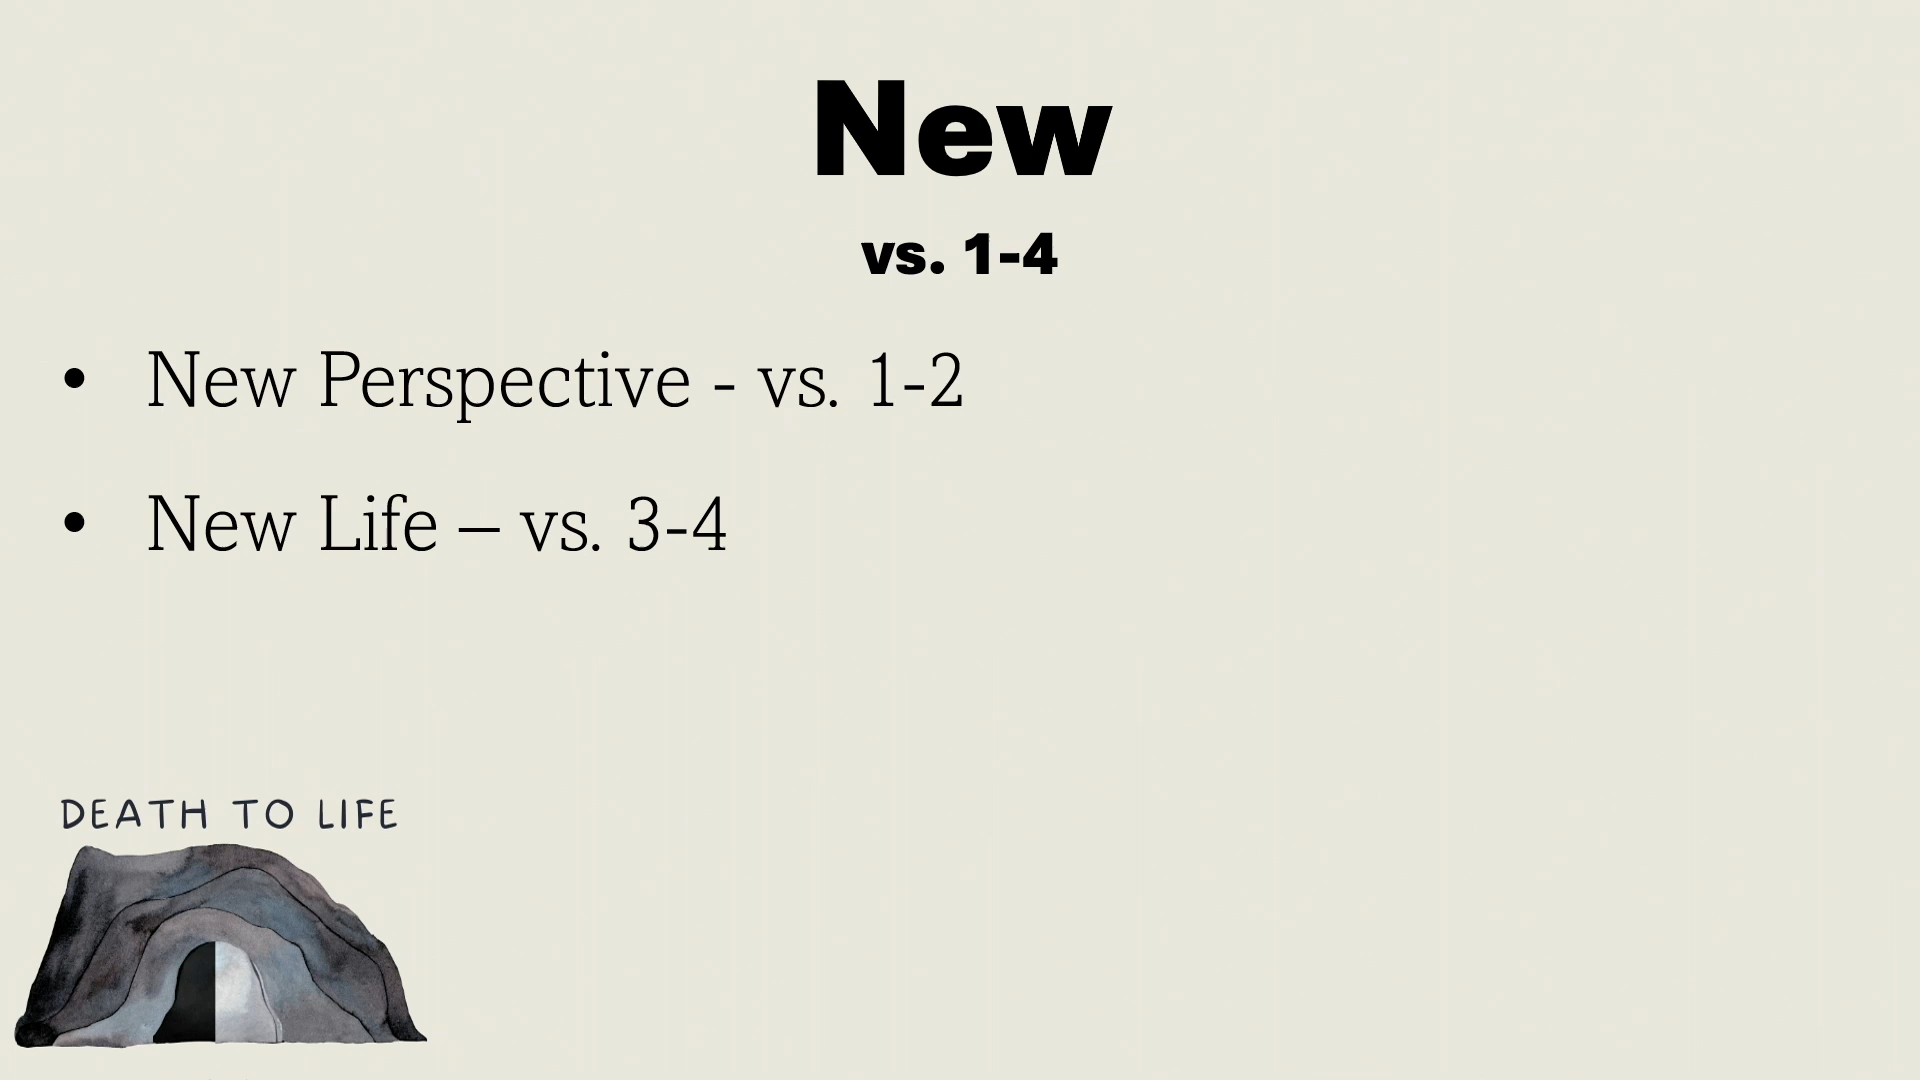 New
vs. 1-4
• New Perspective - vs. 1-2
• New Life – vs. 3-4
DEATH TO LIFE